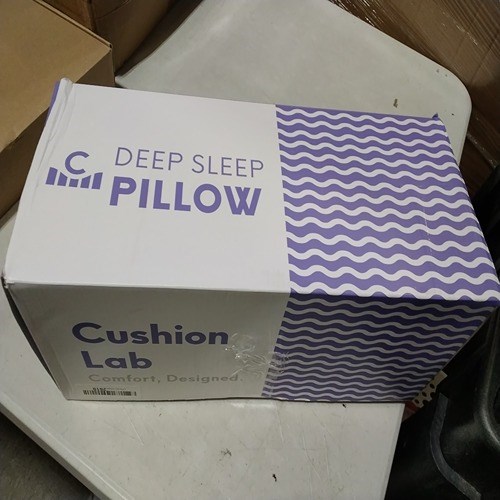 C
DEEP SLEEP
PILLOW
Cushion
Lab
Comfort, Designed.